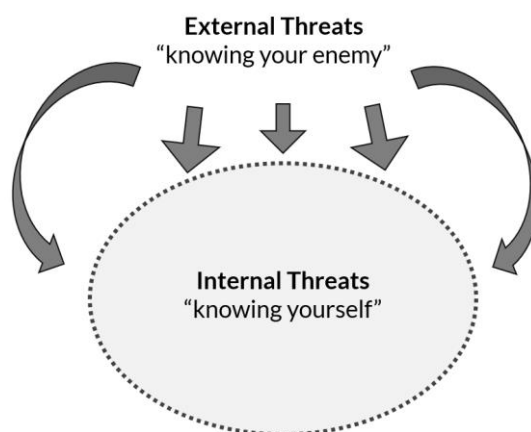 External Threats
“knowing your enemy”
Internal Threats
“knowing yourself”